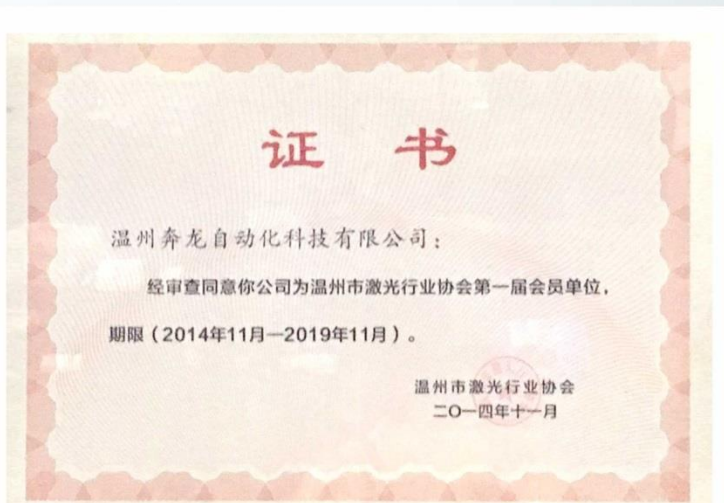 证 书
温州奔龙自动化科技有限公司：
经审查同意你公司为温州市激光行业协会第一届会员单位，
期限（2014年11月—2019年11月）。
温州市激光行业协会
二〇一四年十一月